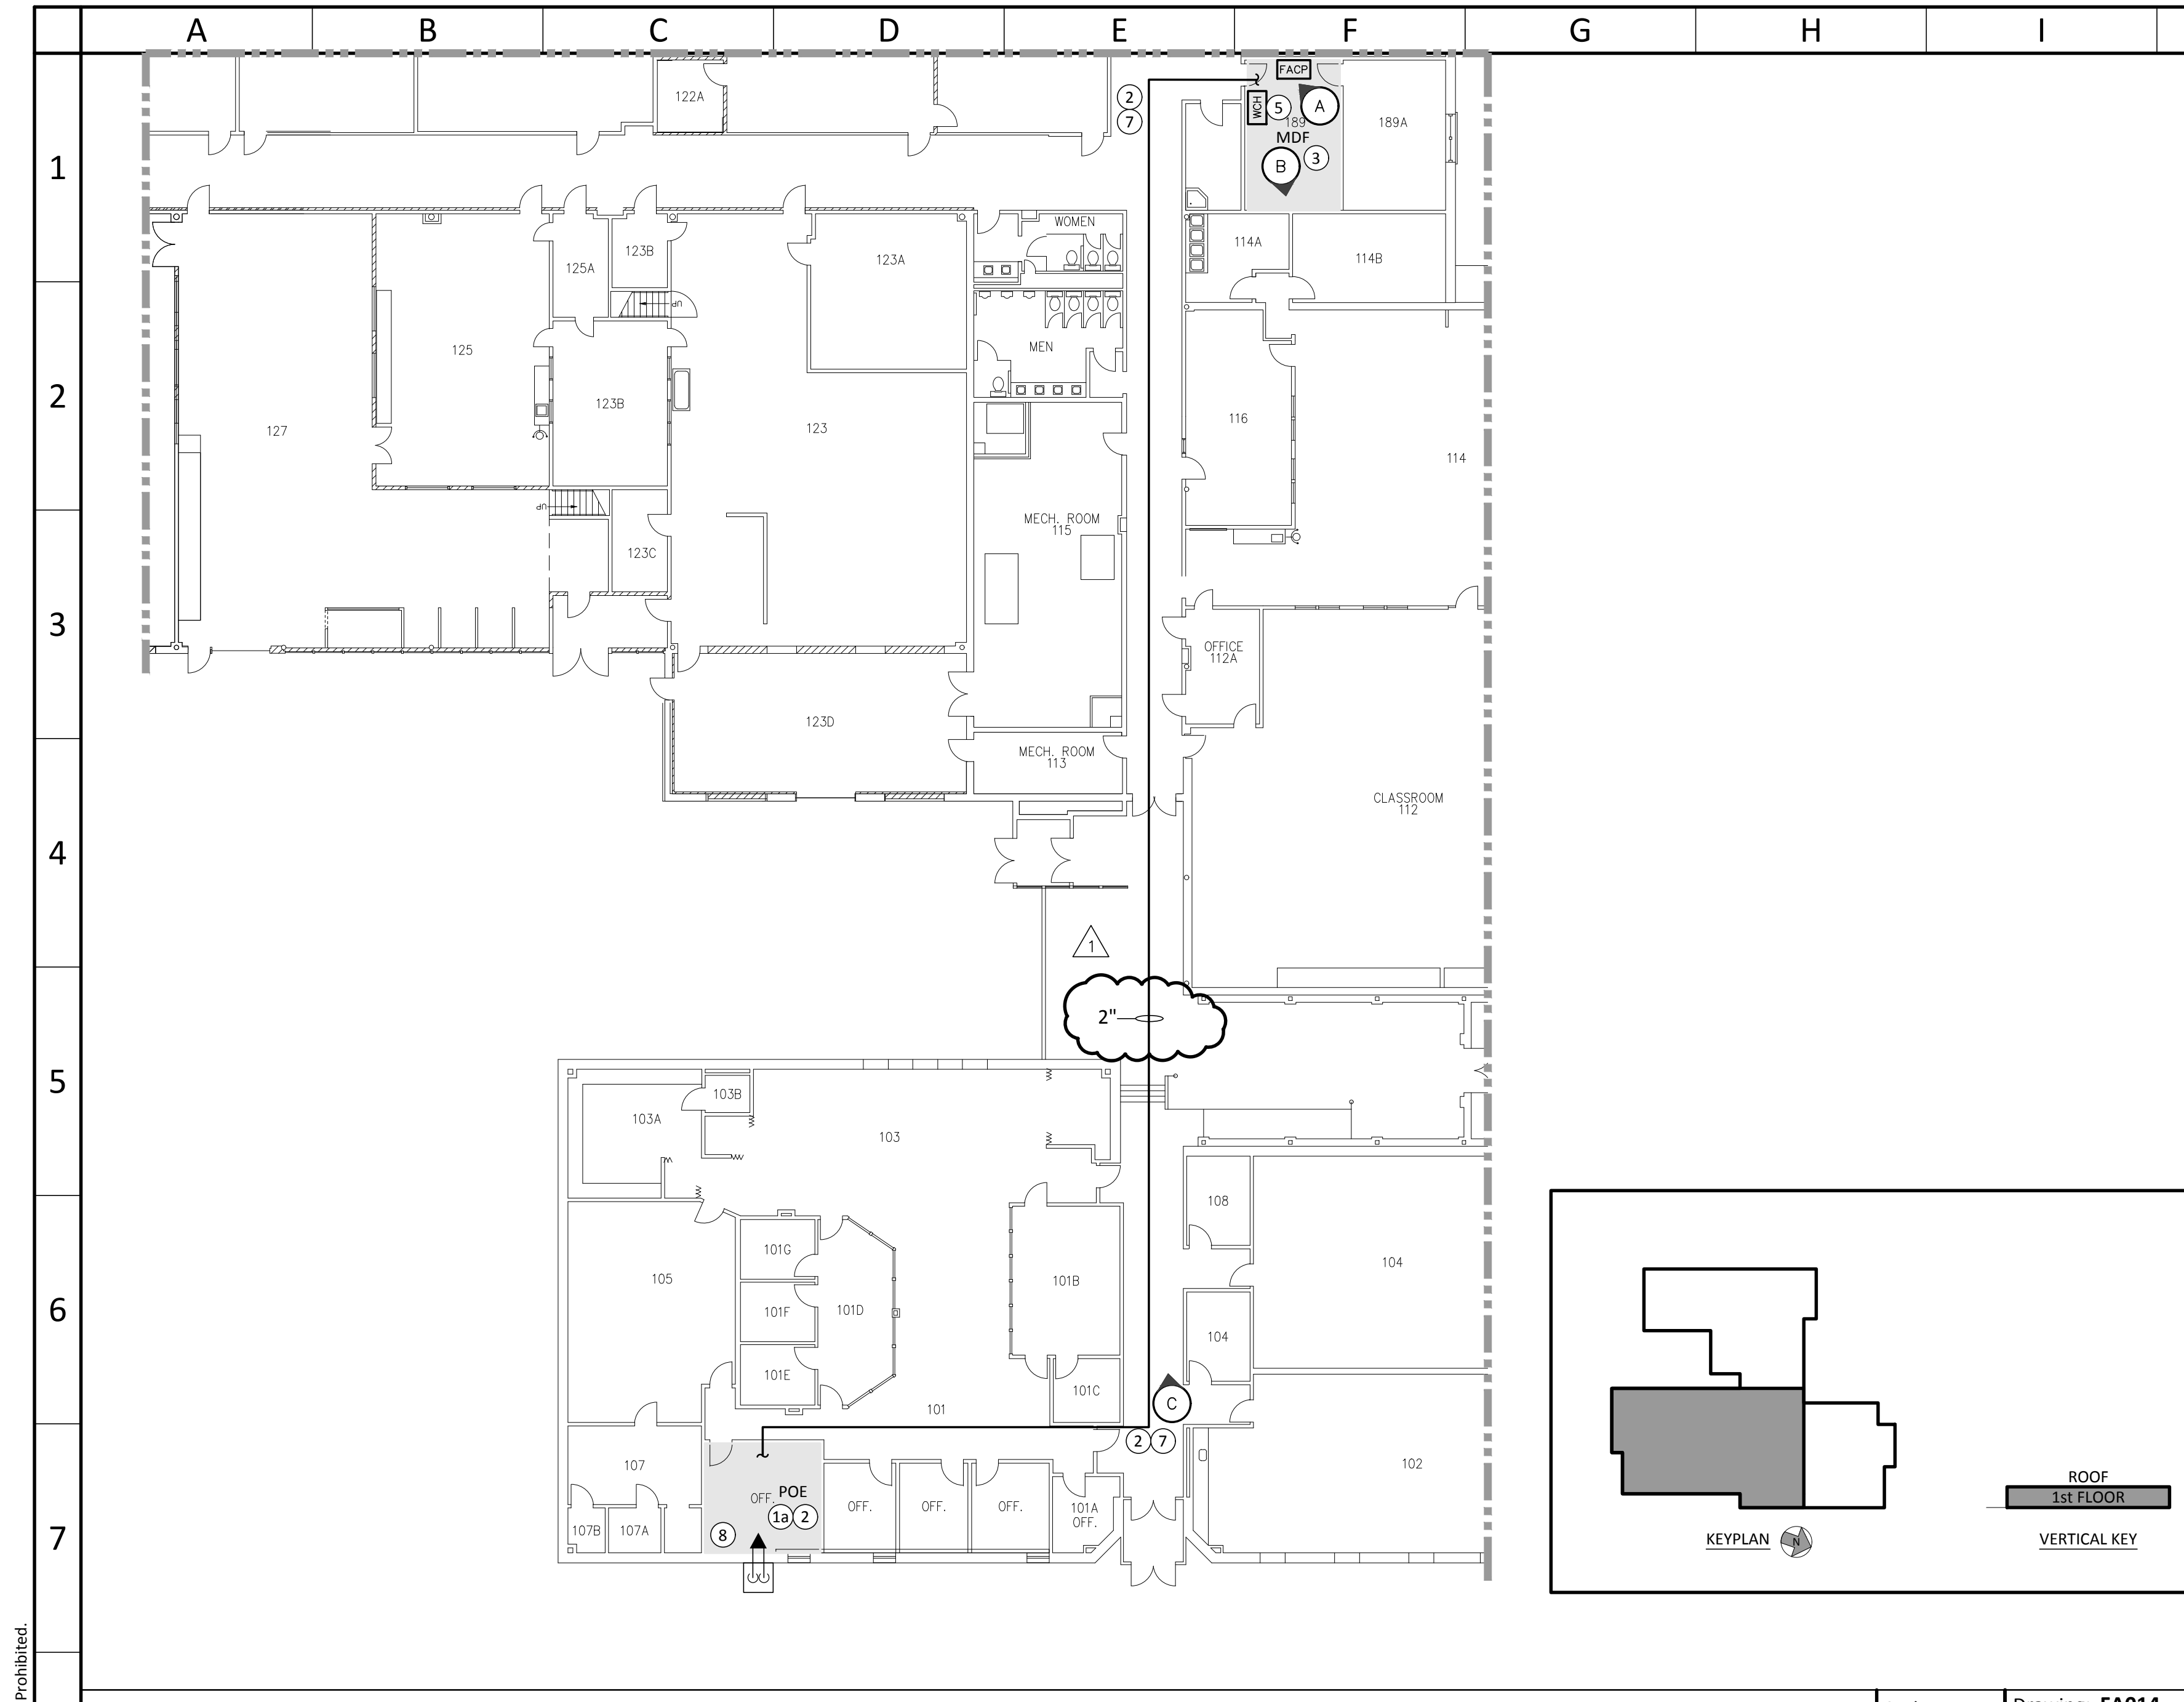 A B C D E F G H I
1
2
3
4
5
6
7
122A
2
7
FACP
WCH
5
A
189
MDF
3
B
189A
WOMEN
114A
114B
123B
125A
123A
UP
MEN
125
123B
123
116
127
114
UP
MECH. ROOM
115
123C
OFFICE
112A
123D
MECH. ROOM
113
CLASSROOM
112
1
2"
103B
103A
103
108
101G
105
101B
104
101F
101D
104
101E
101C
C
101
2 7
107
102
OFF. POE
1a 2
OFF.
OFF.
OFF.
101A
OFF.
107B
107A
8
ROOF
1st FLOOR
KEYPLAN
N
VERTICAL KEY
Prohibited.